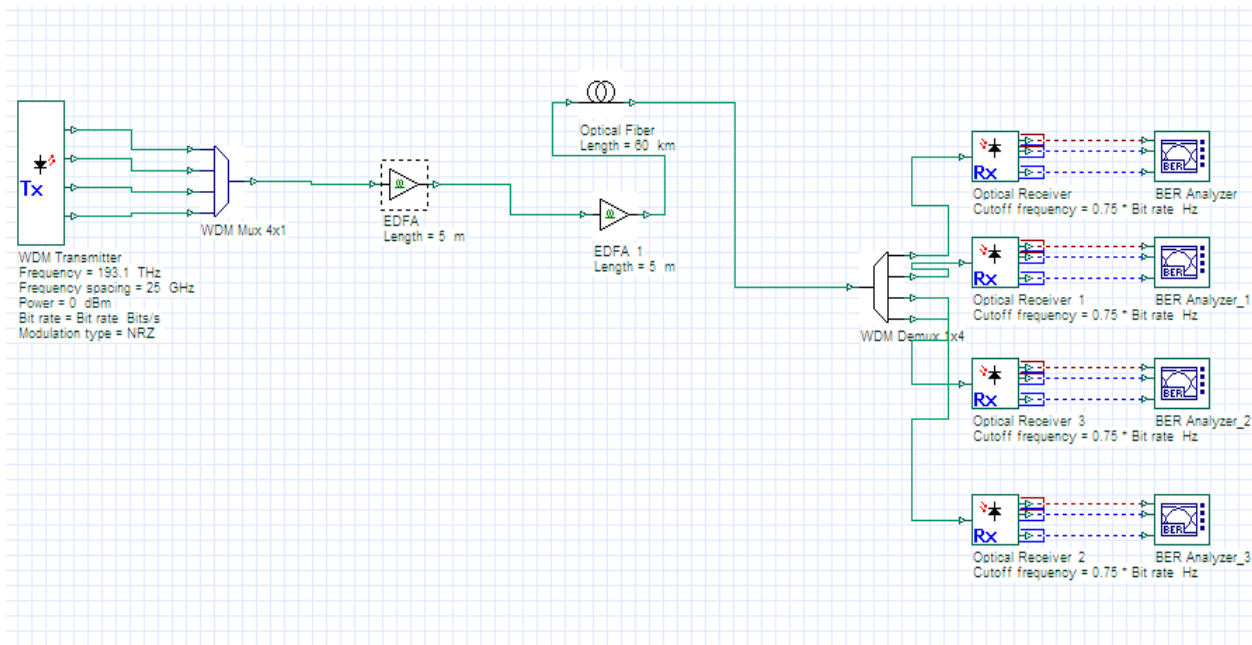 Tx
WDM Transmitter
Frequency = 193.1 THz
Frequency spacing = 25 GHz
Power = 0 dBm
Bit rate = Bit rate Bits/s
Modulation type = NRZ
WDM Mux 4x1
EDFA
Length = 5 m
EDFA 1
Length = 5 m
Optical Fiber
Length = 60 km
WDM Demux 1x4
Rx
Optical Receiver
Cutoff frequency = 0.75 * Bit rate Hz
BER
BER Analyzer
Rx
Optical Receiver 1
Cutoff frequency = 0.75 * Bit rate Hz
BER
BER Analyzer_1
Rx
Optical Receiver 3
Cutoff frequency = 0.75 * Bit rate Hz
BER
BER Analyzer_2
Rx
Optical Receiver 2
Cutoff frequency = 0.75 * Bit rate Hz
BER
BER Analyzer_3